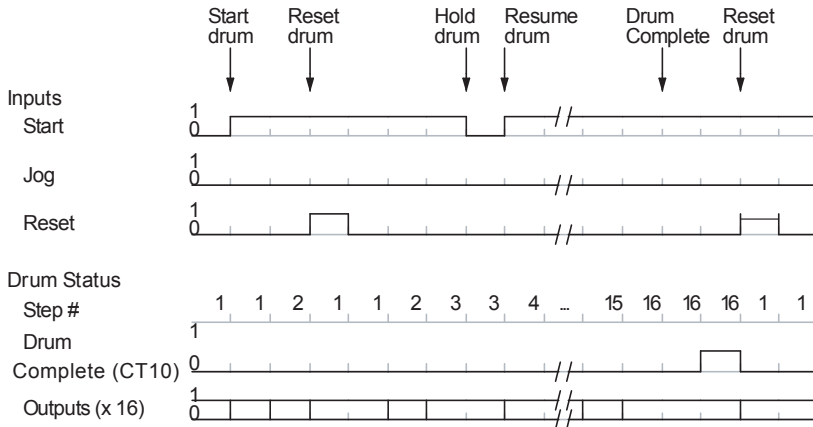 Start drum Reset drum Hold drum Resume drum Drum Complete Reset drum
Inputs
Start 1 0
Jog 1 0
Reset 1 0
Drum Status
Step # 1 1 2 1 1 2 3 3 4 ... 15 16 16 16 1 1
Drum Complete (CT10) 1 0
Outputs (x 16) 1 0